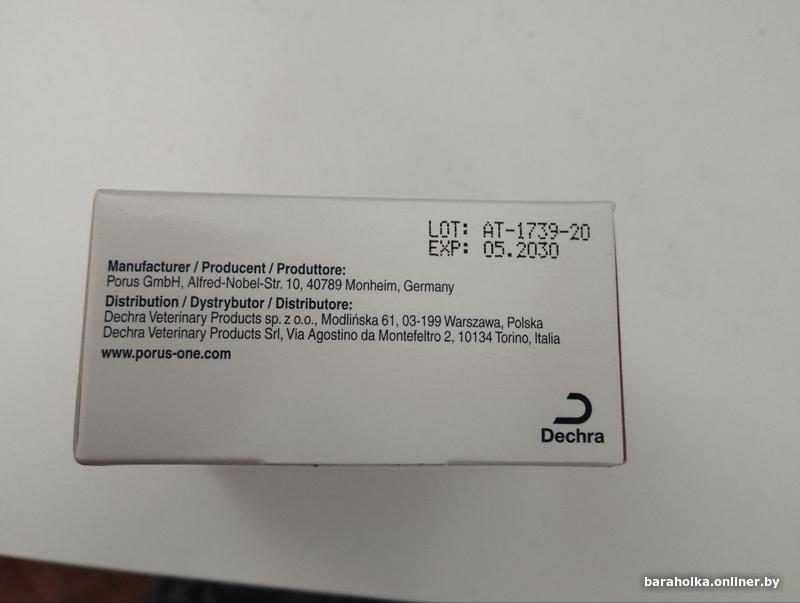 LOT: AT-1739-20
EXP: 05.2030
Manufacturer / Producent / Produttore:
Porus GmbH, Alfred-Nobel-Str. 10, 40789 Monheim, Germany
Distribution / Dystrybutor / Distributore:
Dechra Veterinary Products sp. z o.o., Modlińska 61, 03-199 Warszawa, Polska
Dechra Veterinary Products Srl, Via Agostino da Montefeltro 2, 10134 Torino, Italia
www.porus-one.com
Dechra
baraholka.onliner.by